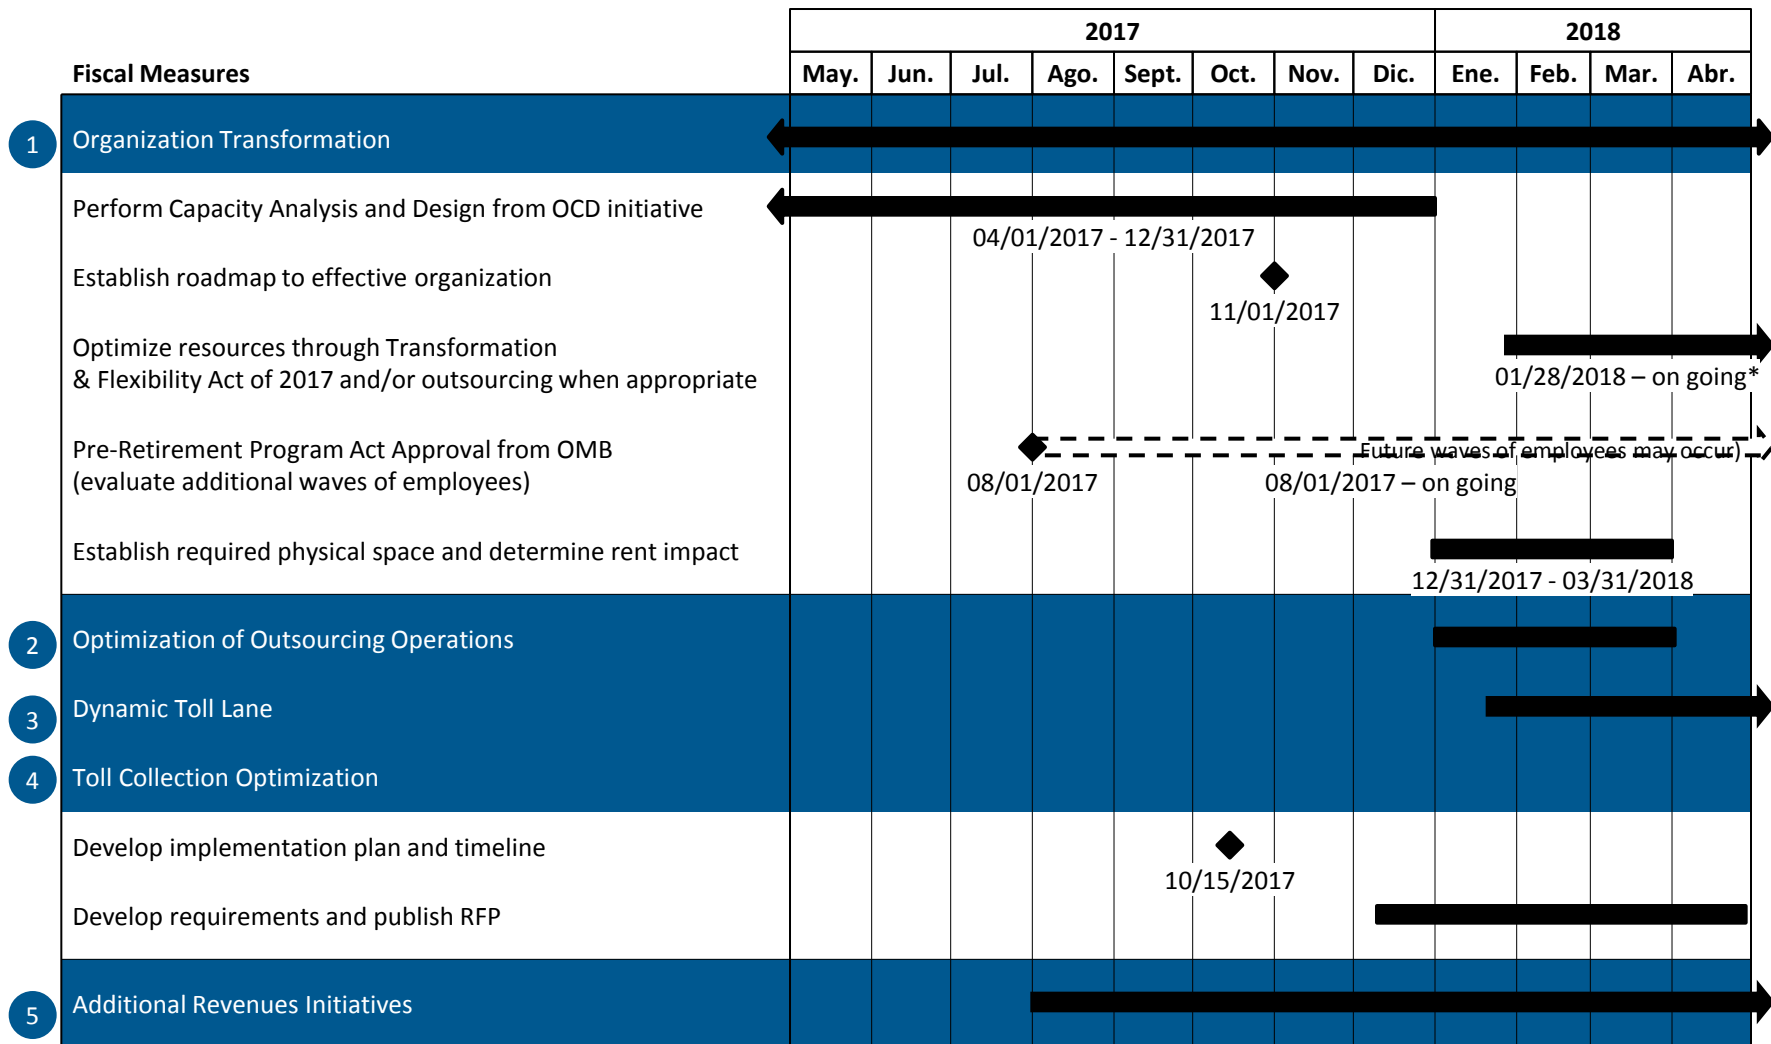 2017 2018
Fiscal Measures May. Jun. Jul. Ago. Sept. Oct. Nov. Dic. Ene. Feb. Mar. Abr.
1 Organization Transformation
Perform Capacity Analysis and Design from OCD initiative
04/01/2017 - 12/31/2017
Establish roadmap to effective organization
11/01/2017
Optimize resources through Transformation
& Flexibility Act of 2017 and/or outsourcing when appropriate
01/28/2018 – on going*
Pre-Retirement Program Act Approval from OMB
Future waves of employees may occur)
(evaluate additional waves of employees)
08/01/2017 08/01/2017 – on going
Establish required physical space and determine rent impact
12/31/2017 - 03/31/2018
2 Optimization of Outsourcing Operations
3 Dynamic Toll Lane
4 Toll Collection Optimization
Develop implementation plan and timeline
10/15/2017
Develop requirements and publish RFP
5 Additional Revenues Initiatives